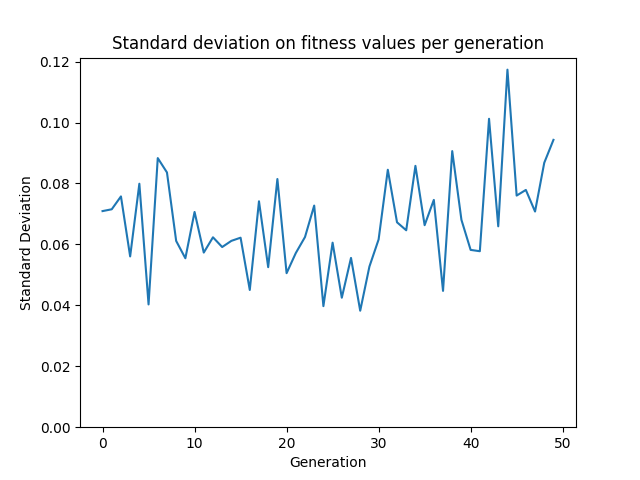 Standard deviation on fitness values per generation
0.12
0.10
0.08
0.06
0.04
0.02
0.00
Standard Deviation
0 10 20 30 40 50
Generation